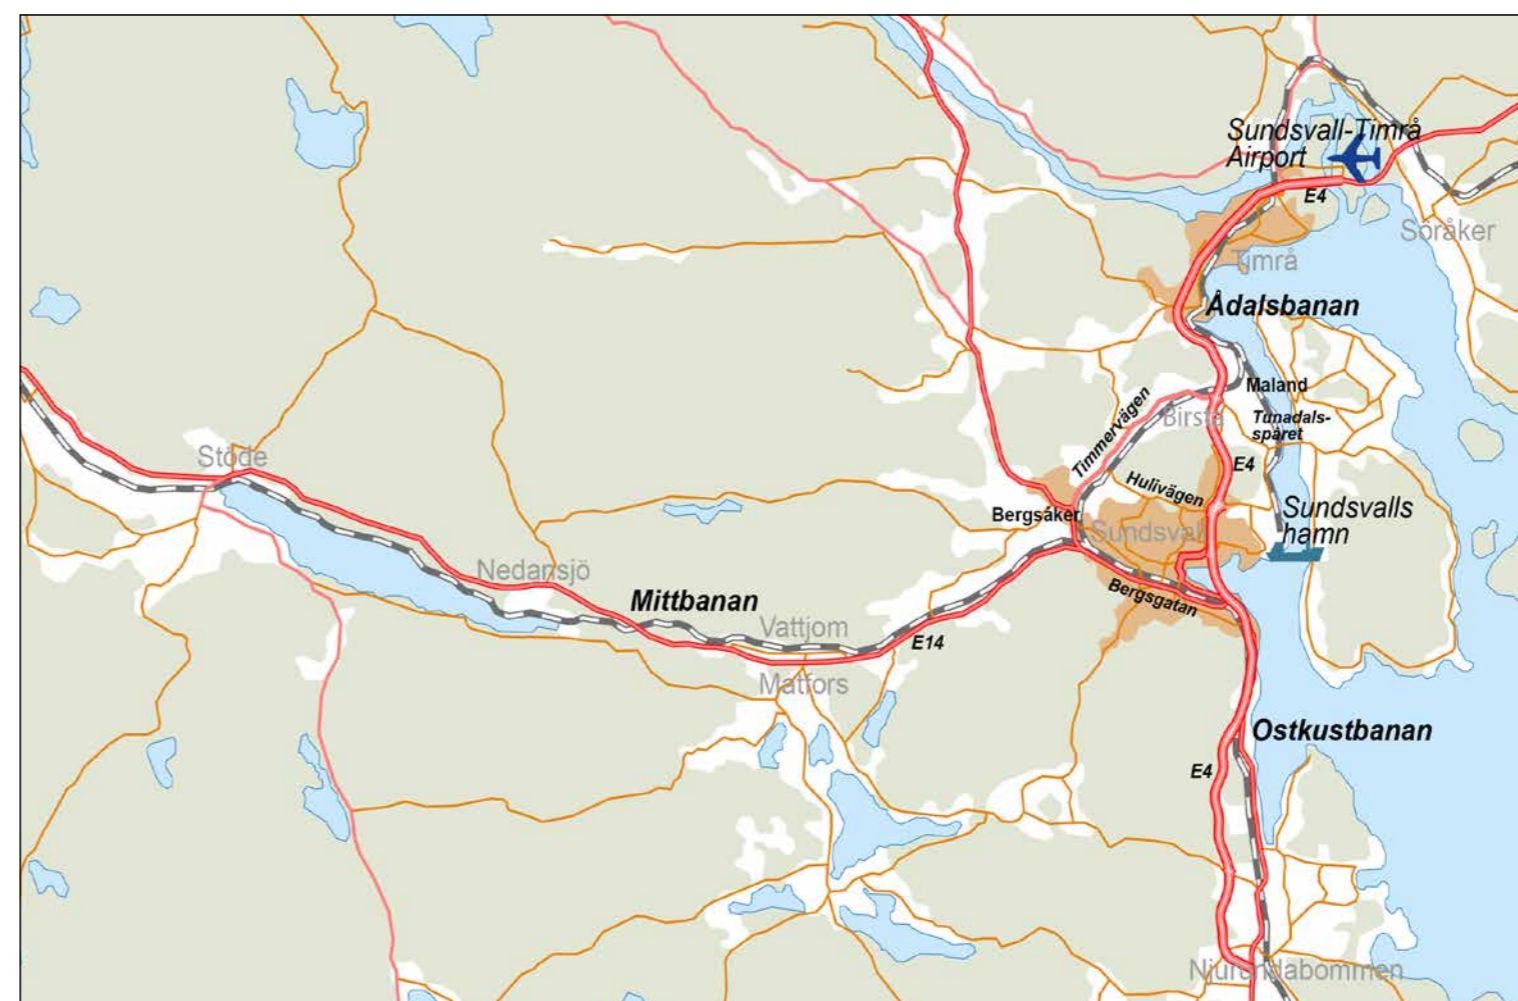 Sundsvall-Timrå
Airport
E4
Söråker
Timrå
Ådalsbanan
Maland
Timmervägen
Birsta
Tunadals-
spåret
Stöde
E4
Hulivägen
Sundsvalls
hamn
Bergsåker
Sundsvall
Nedansjö
Mittbanan
Bergsgatan
Vattjom
E14
Matfors
Ostkustbanan
E4
Njurundabommen